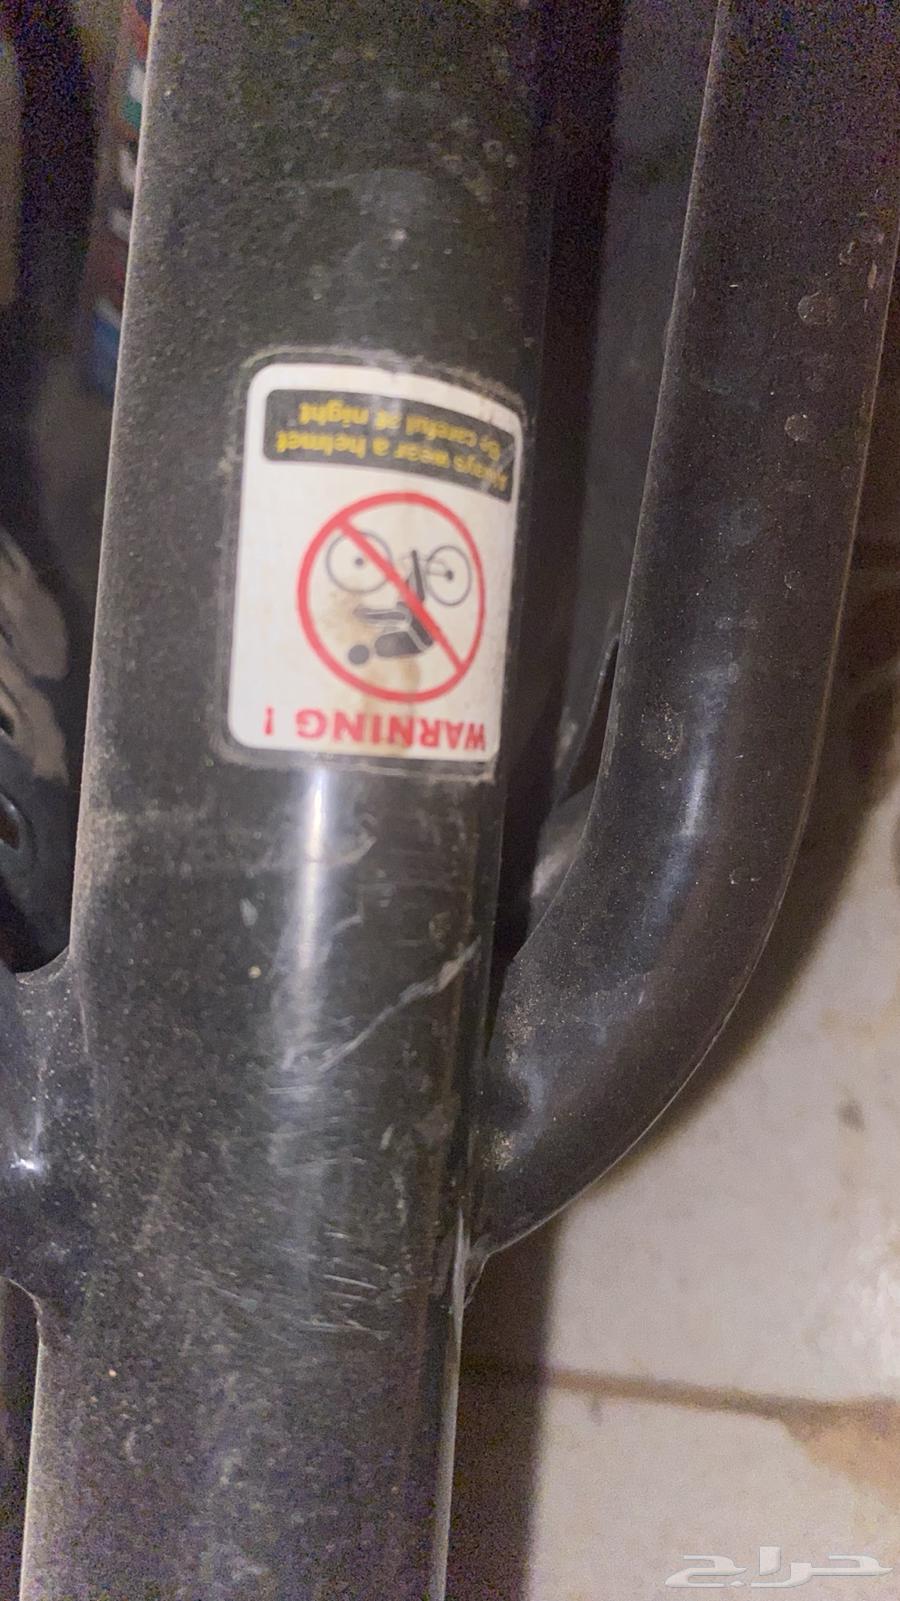 WARNING !
Always wear a helmet
Be careful at night
حراج